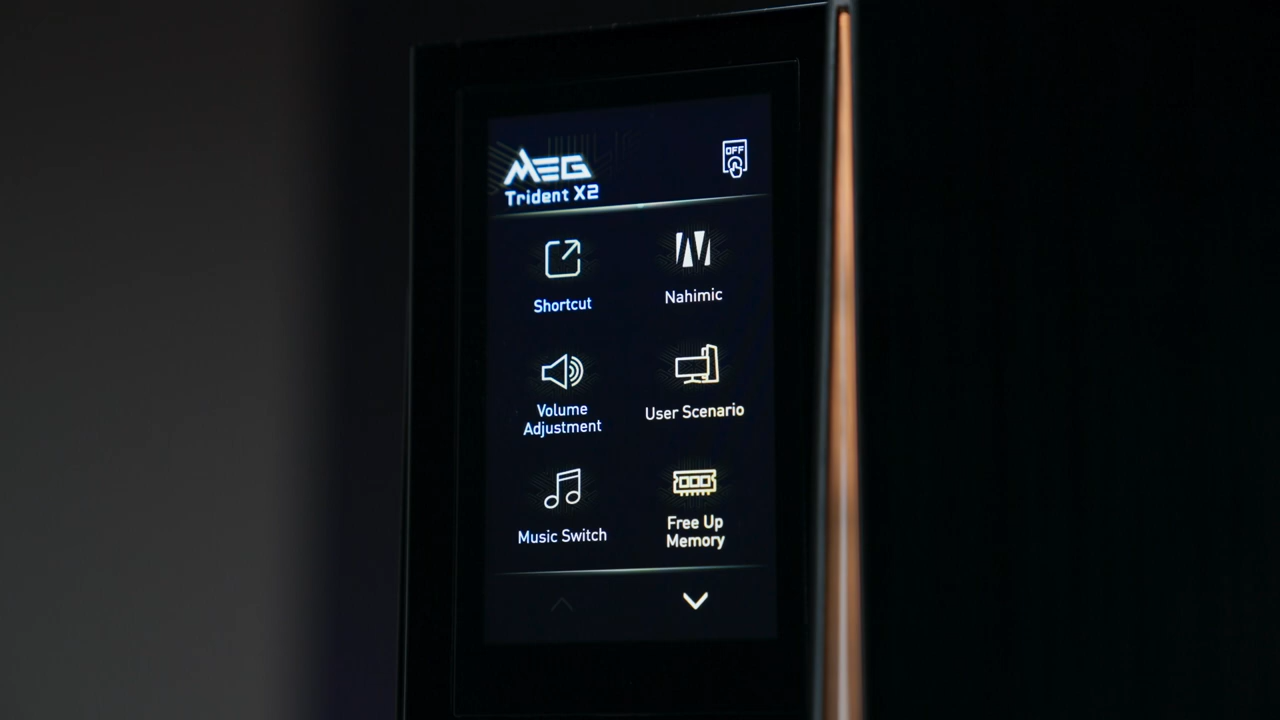 MEG
OFF
Trident X2
Shortcut
Nahimic
Volume
Adjustment
User Scenario
Music Switch
Free Up
Memory